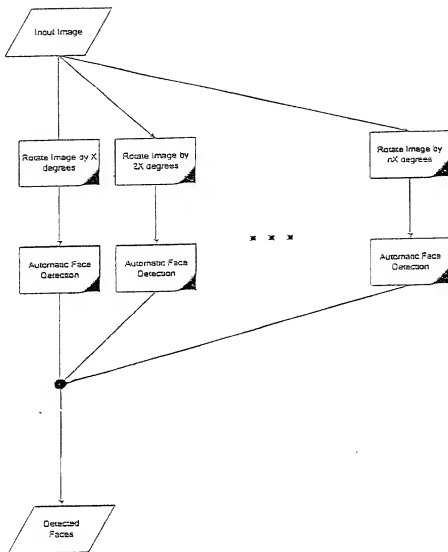 Input Image
Rotate Image by X
degrees
Rotate Image by
2X degrees
Rotate Image by
nX degrees
Automatic Face
Detection
Automatic Face
Detection
Automatic Face
Detection
Detected
Faces